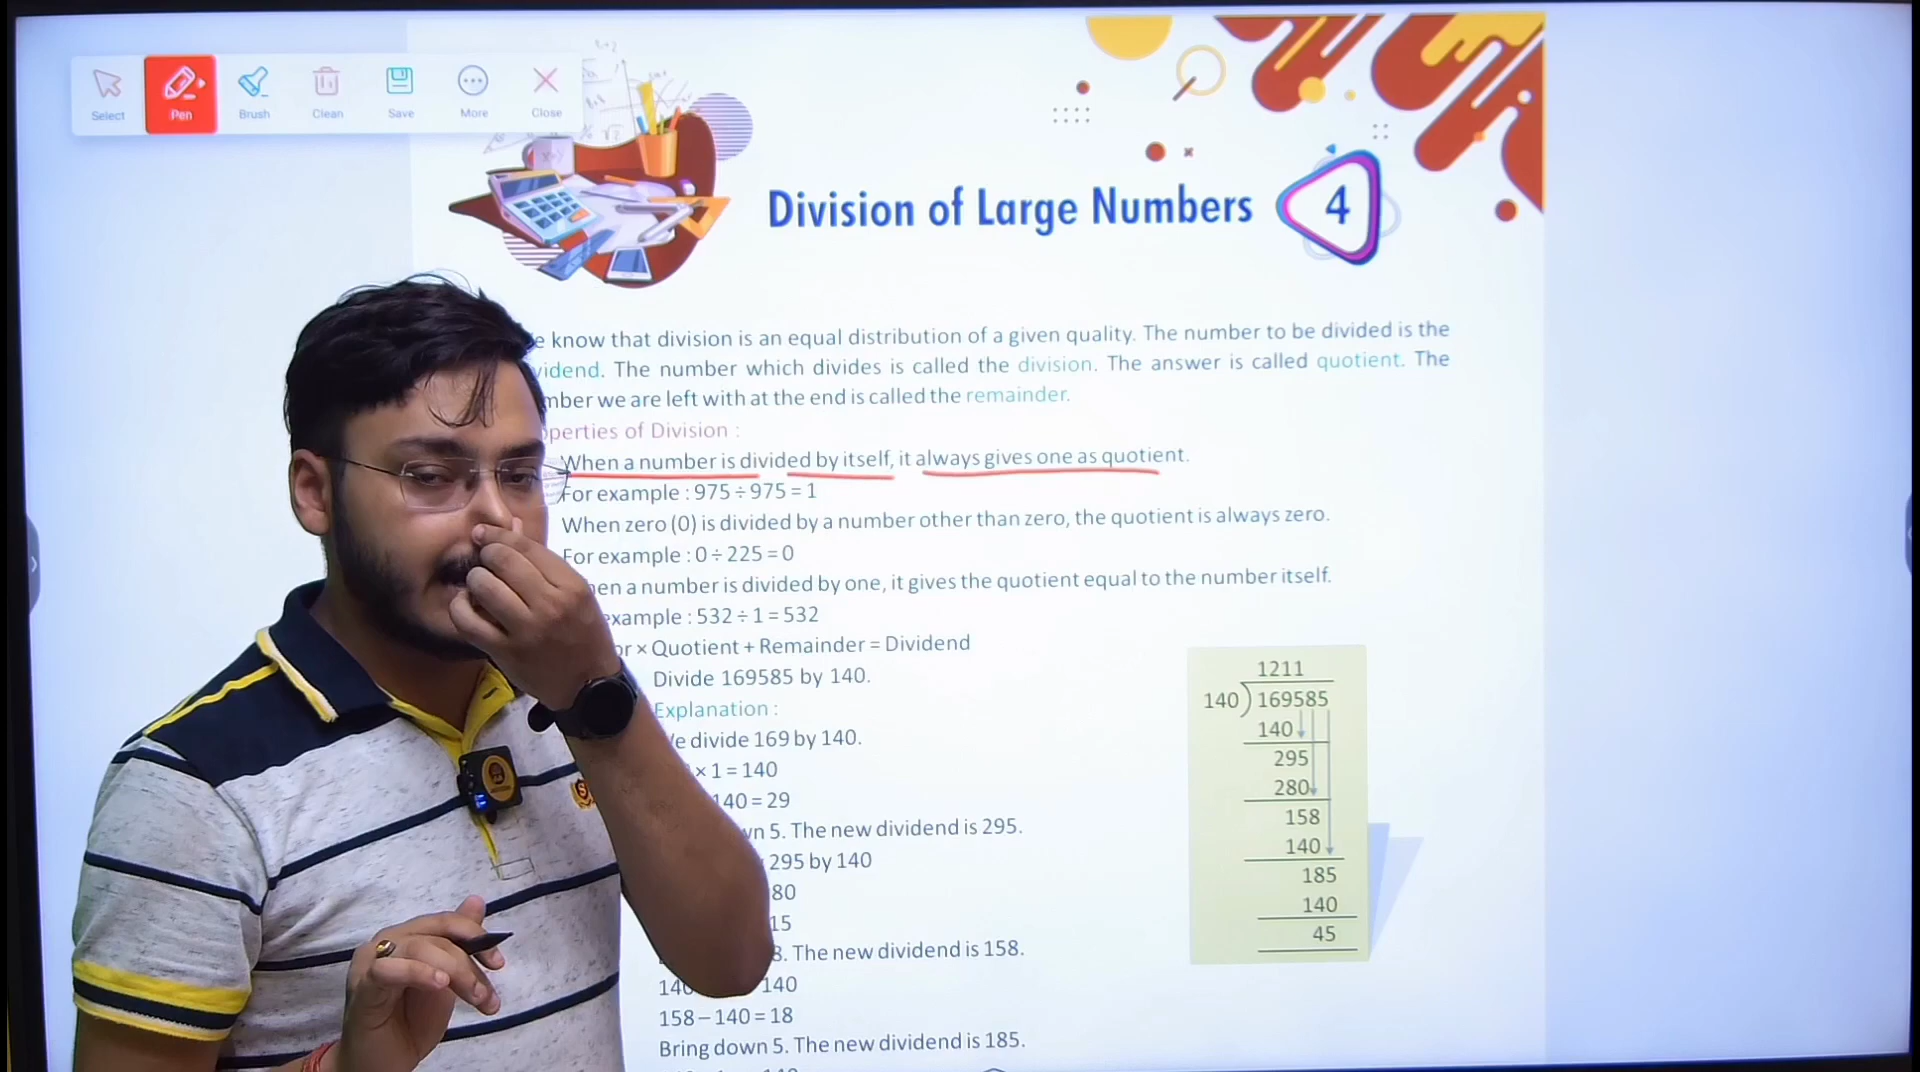 Select
Pen
Brush
Clean
Save
More
Close
Division of Large Numbers
4
know that division is an equal distribution of a given quality. The number to be divided is the
vidend. The number which divides is called the division. The answer is called quotient. The
mber we are left with at the end is called the remainder.
perties of Division :
When a number is divided by itself, it always gives one as quotient.
For example : 975 ÷ 975 = 1
When zero (0) is divided by a number other than zero, the quotient is always zero.
For example : 0 ÷ 225 = 0
en a number is divided by one, it gives the quotient equal to the number itself.
example : 532 ÷ 1 = 532
or × Quotient + Remainder = Dividend
Divide 169585 by 140.
Explanation :
We divide 169 by 140.
× 1 = 140
140 = 29
vn 5. The new dividend is 295.
295 by 140
80
15
8. The new dividend is 158.
140
158 – 140 = 18
Bring down 5. The new dividend is 185.
1211
140 ) 169585
140
295
280
158
140
185
140
45